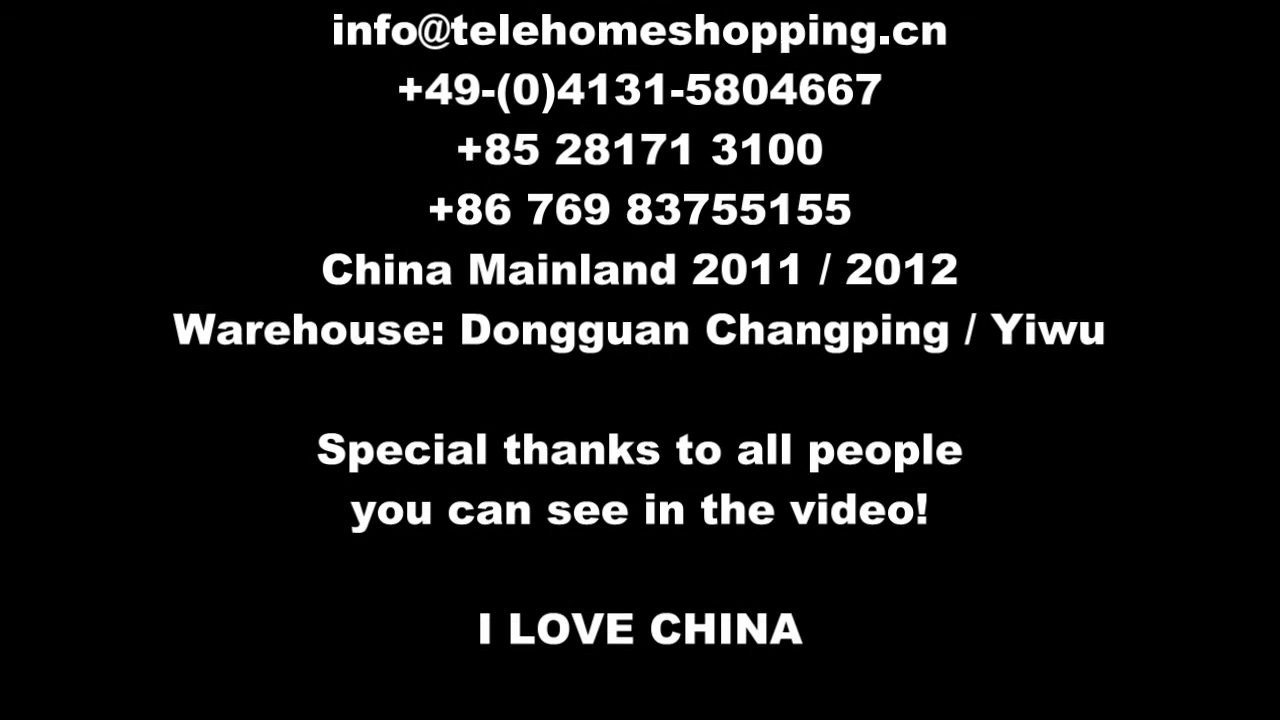 info@telehomeshopping.cn
+49-(0)4131-5804667
+85 28171 3100
+86 769 83755155
China Mainland 2011 / 2012
Warehouse: Dongguan Changping / Yiwu
Special thanks to all people
you can see in the video!
I LOVE CHINA